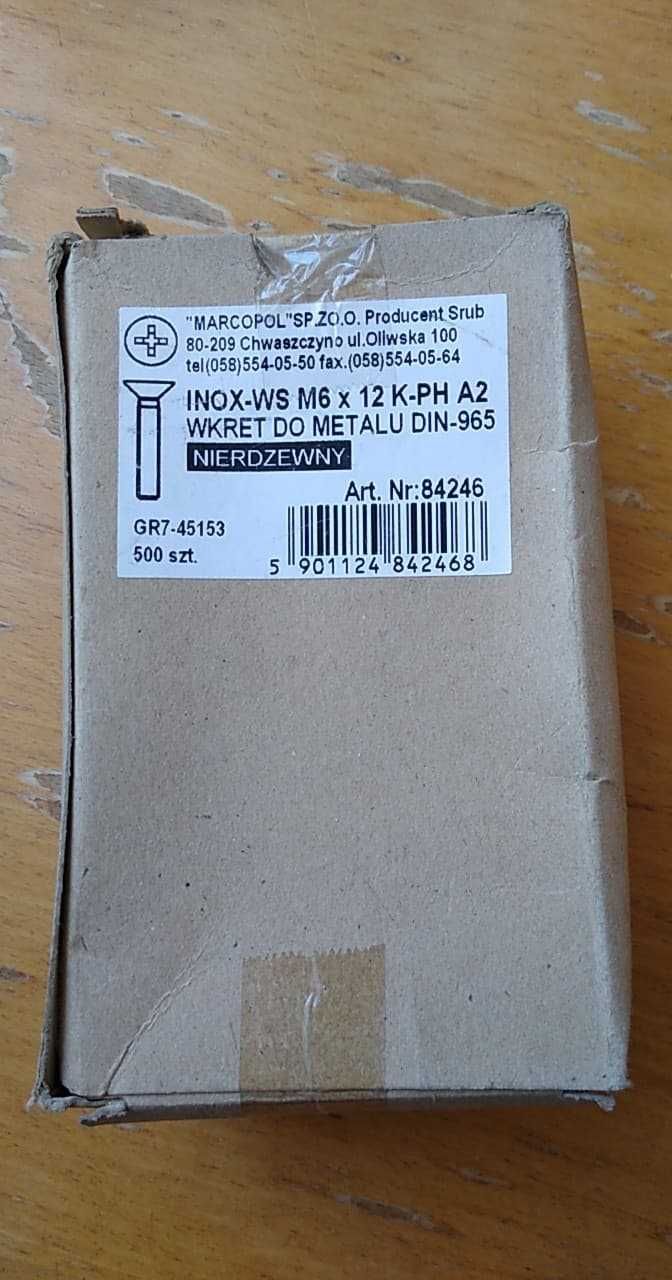 "MARCOPOL"SP.ZO.O. Producent Srub
80-209 Chwaszczyno ul.Oliwska 100
tel(058)554-05-50 fax.(058)554-05-64
INOX-WS M6 x 12 K-PH A2
WKRET DO METALU DIN-965
NIERDZEWNY
Art. Nr:84246
GR7-45153
500 szt.
5 901124 842468